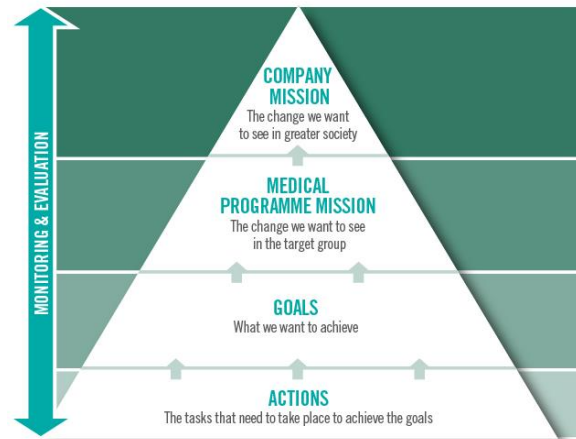 COMPANY
MISSION
The change we want
to see in greater society
MEDICAL
PROGRAMME MISSION
The change we want to see
in the target group
GOALS
What we want to achieve
ACTIONS
The tasks that need to take place to achieve the goals
MONITORING & EVALUATION